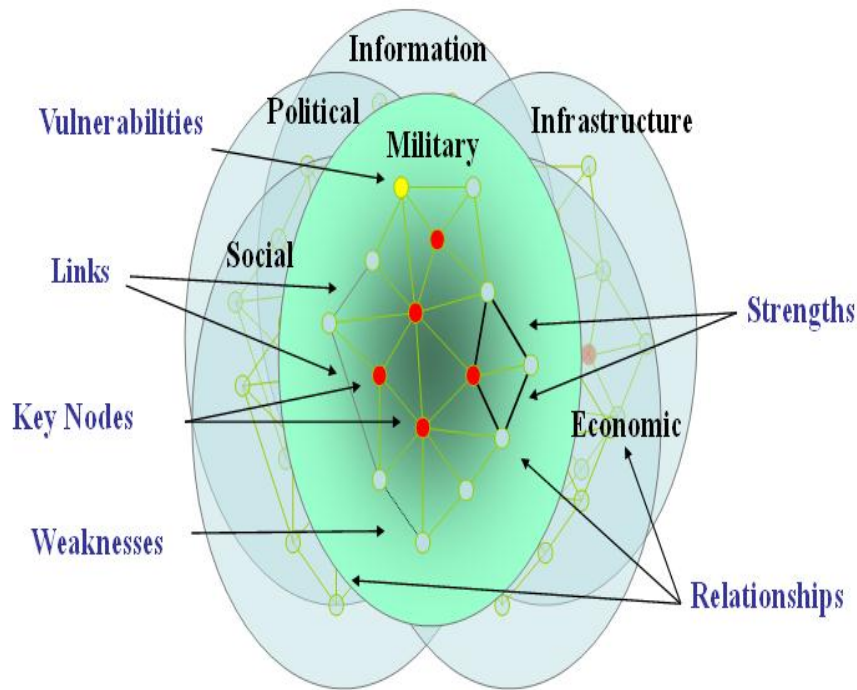 Information
Political
Vulnerabilities
Infrastructure
Military
Social
Links
Strengths
Key Nodes
Economic
Weaknesses
Relationships